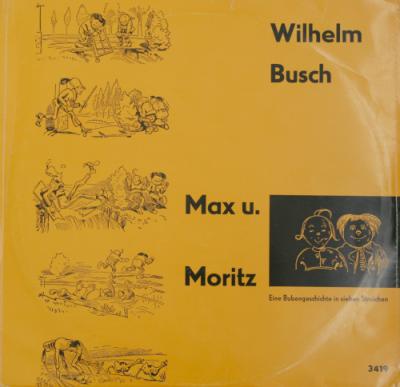 Wilhelm
Busch
Max u.
Moritz
Eine Bubengeschichte in sieben Streichen
3419